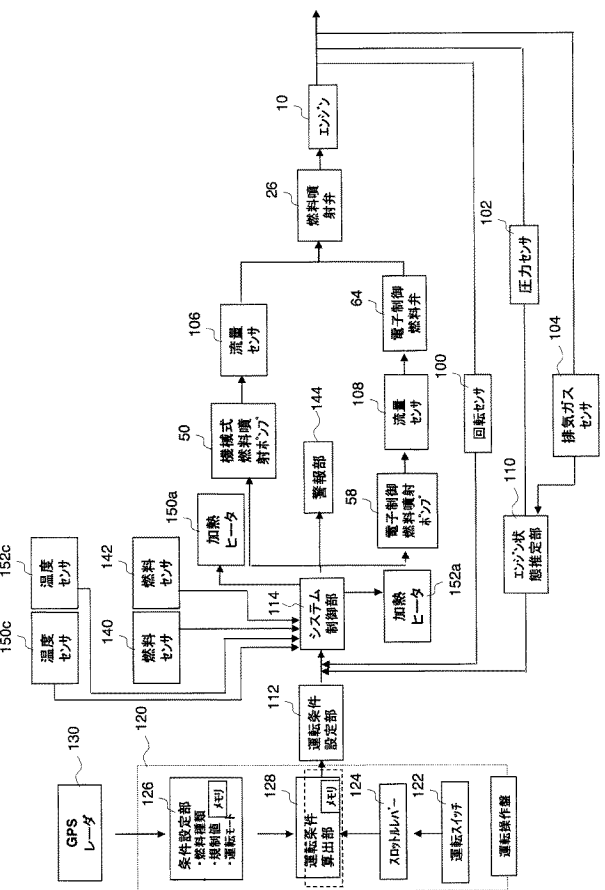 130
GPS
レーダ
120
126
条件設定部
・燃料種類
・規制値
・運転モード
メモリ
128
運転条件
算出部
メモリ
124
スロットルレバー
122
運転スイッチ
運転操作盤
112
運転条件
設定部
150c
温度
センサ
152c
温度
センサ
140
燃料
センサ
142
燃料
センサ
114
システム
制御部
150a
加熱
ヒータ
152a
加熱
ヒータ
144
警報部
50
機械式
燃料噴
射ポンプ
106
流量
センサ
58
電子制御
燃料噴射
ポンプ
108
流量
センサ
64
電子制御
燃料弁
26
燃料噴
射弁
10
エンジン
100
回転センサ
102
圧力センサ
104
排気ガス
センサ
110
エンジン状
態推定部